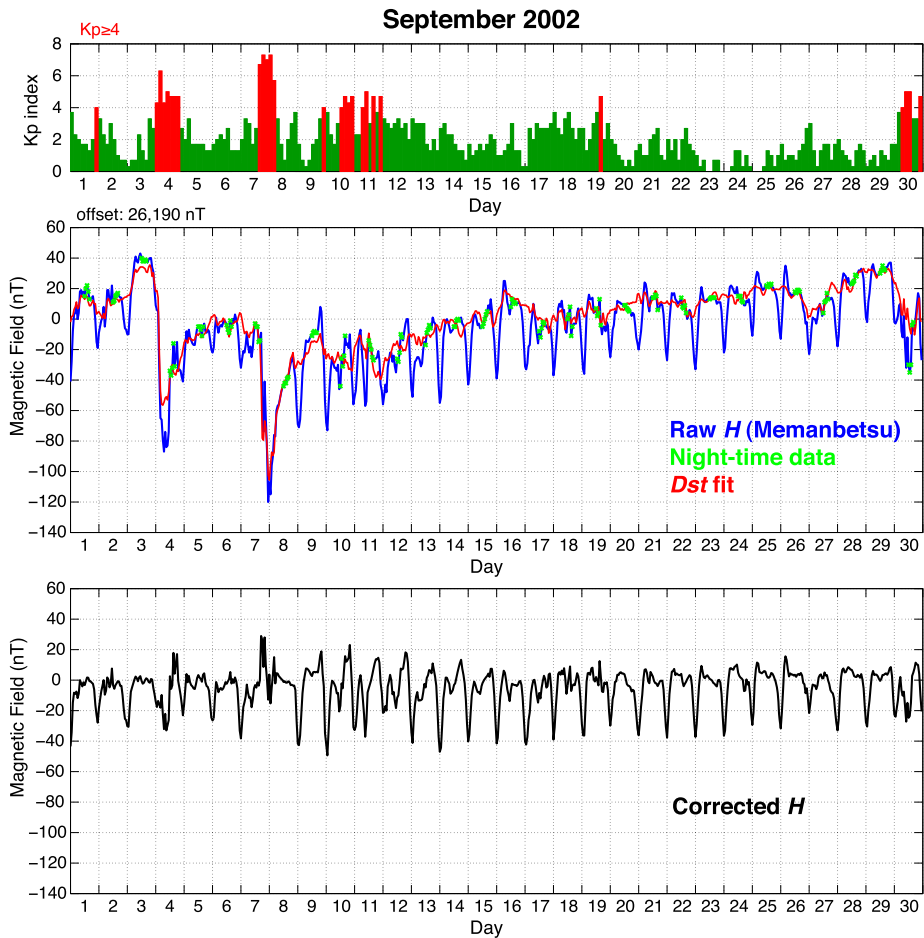 September 2002
Kp≥4
8
6
4
2
0
Kp index
1 2 3 4 5 6 7 8 9 10 11 12 13 14 15 16 17 18 19 20 21 22 23 24 25 26 27 28 29 30
Day
offset: 26,190 nT
60
40
20
0
−20
−40
−60
−80
−100
−120
−140
Magnetic Field (nT)
Raw H (Memanbetsu)
Night-time data
Dst fit
1 2 3 4 5 6 7 8 9 10 11 12 13 14 15 16 17 18 19 20 21 22 23 24 25 26 27 28 29 30
Day
60
40
20
0
−20
−40
−60
−80
−100
−120
−140
Magnetic Field (nT)
Corrected H
1 2 3 4 5 6 7 8 9 10 11 12 13 14 15 16 17 18 19 20 21 22 23 24 25 26 27 28 29 30
Day